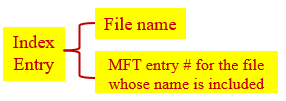 Index
Entry
File name
MFT entry # for the file
whose name is included